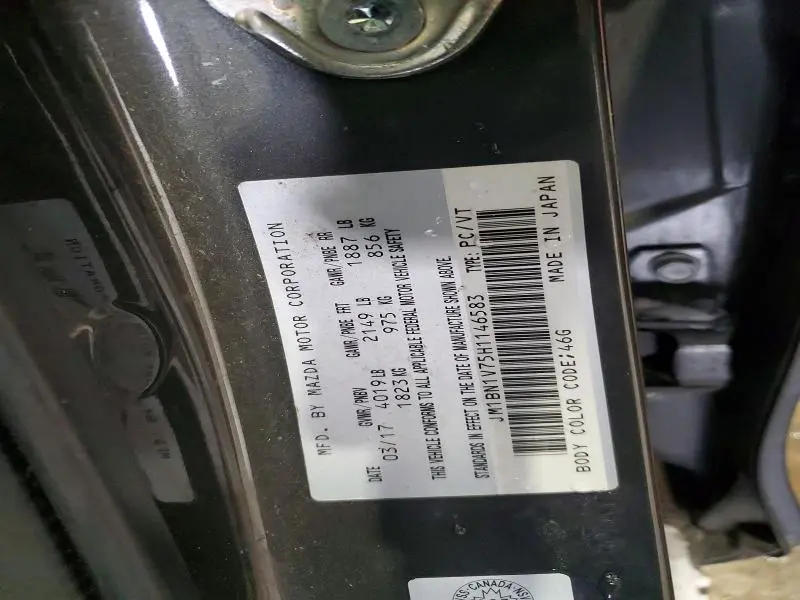 MFD. BY MAZDA MOTOR CORPORATION
DATE GVWR/PNBV GAWR/PNBE FRT GAWR/PNBE RR
03/17 4019LB 2149 LB 1887 LB
1823KG 975 KG 856 KG
THIS VEHICLE CONFORMS TO ALL APPLICABLE FEDERAL MOTOR VEHICLE SAFETY
STANDARDS IN EFFECT ON THE DATE OF MANUFACTURE SHOWN ABOVE
JM1BN1V75H1146583 TYPE: PC/VT
BODY COLOR CODE;46G MADE IN JAPAN
CANADA